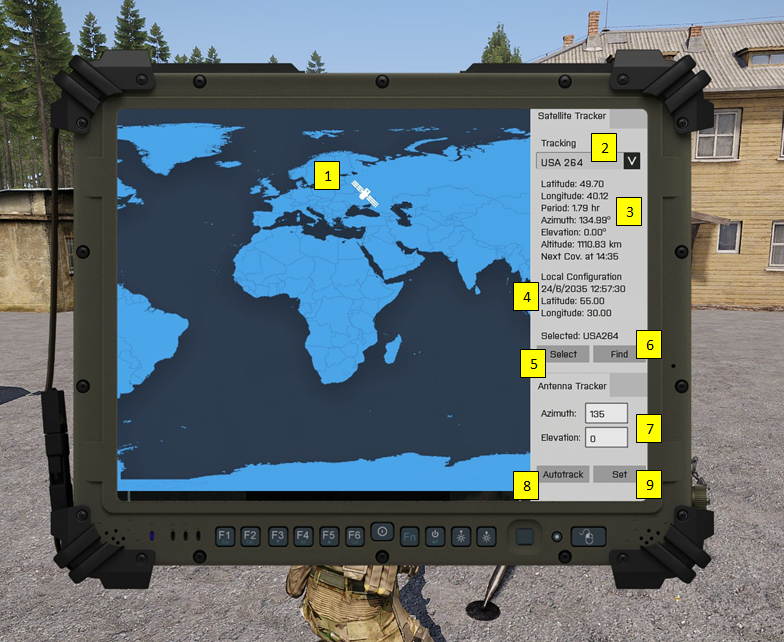 Satellite Tracker
1
2
Tracking
USA 264
V
Latitude: 49.70
Longitude: 40.12
Period: 1.79 hr
3
Azimuth: 134.99°
Elevation: 0.00°
Altitude: 1110.83 km
Next Cov. at 14:35
Local Configuration
4
24/6/2035 12:57:30
Latitude: 55.00
Longitude: 30.00
Selected: USA264
6
5
Select
Find
Antenna Tracker
Azimuth:
135
7
Elevation:
0
8
Autotrack
Set
9
F1
F2
F3
F4
F5
F6
Fn